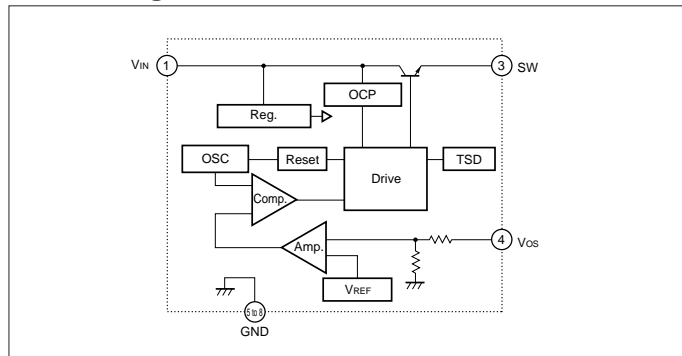 VIN
1
3
SW
OCP
Reg.
OSC
Reset
Drive
TSD
Comp.
Amp.
4
VOS
VREF
5 to 8
GND